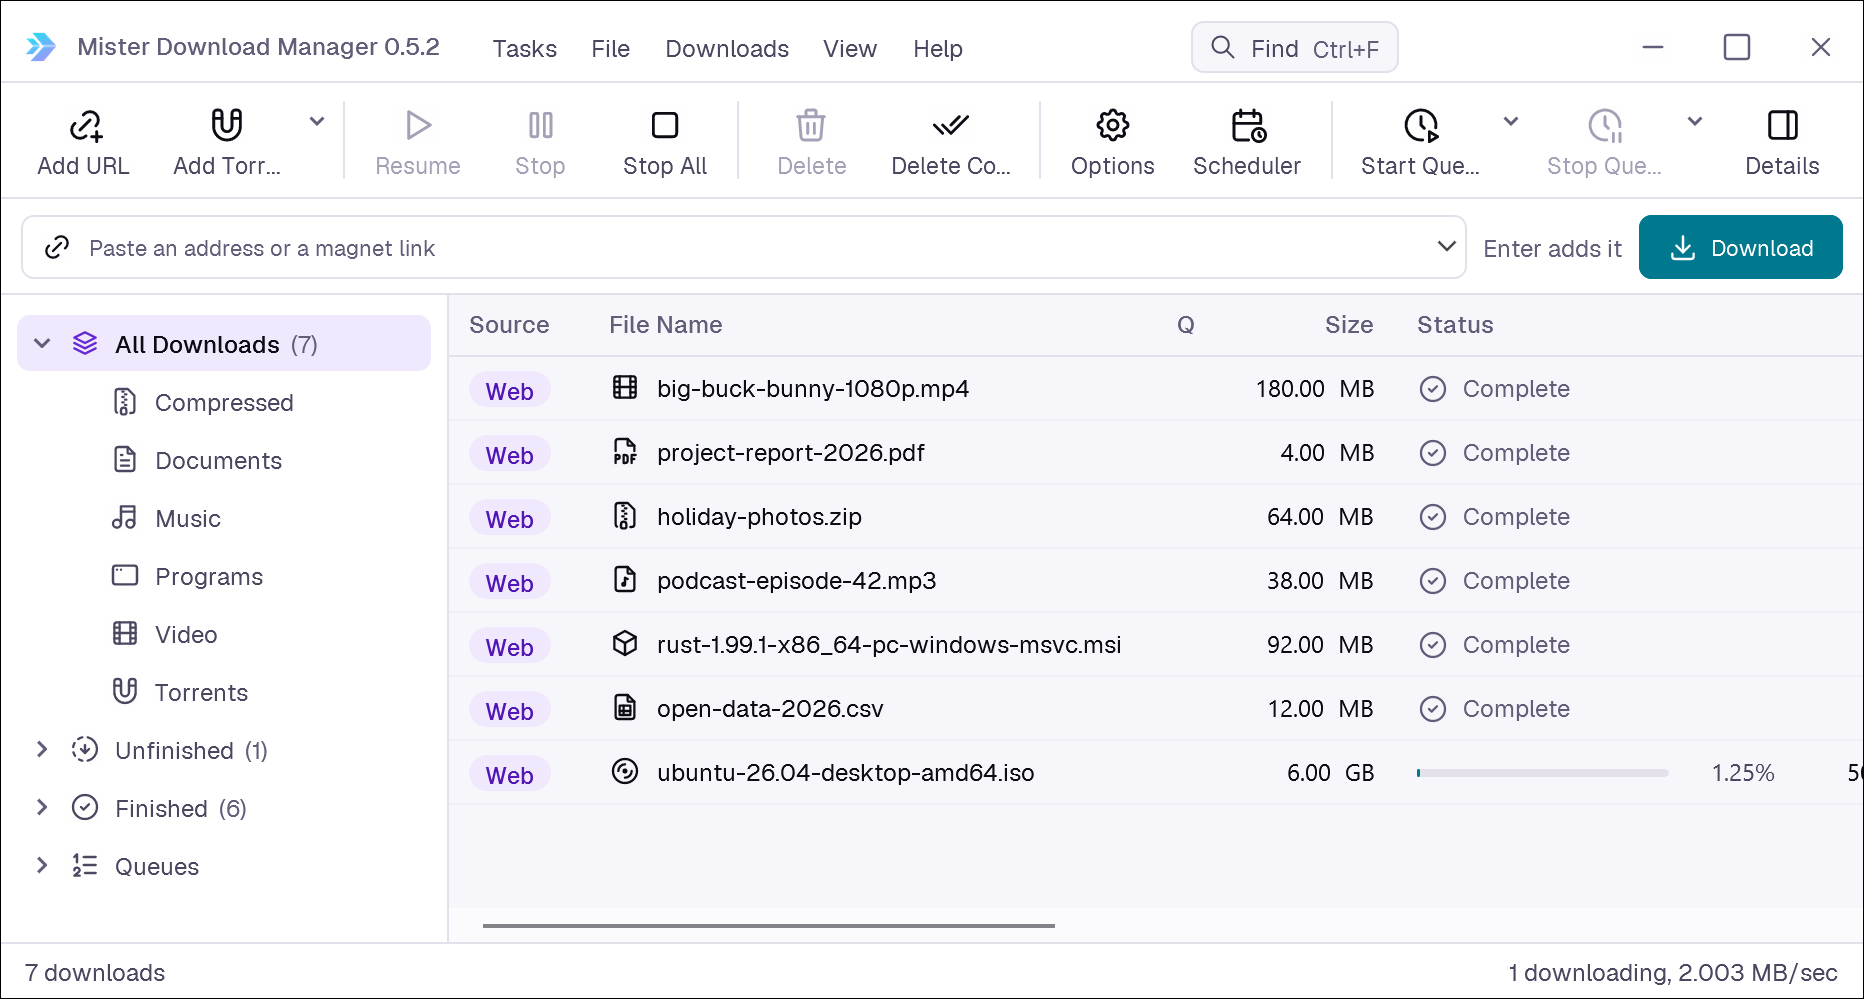 Mister Download Manager 0.5.2 Tasks File Downloads View Help Find Ctrl+F
Add URL Add Torr... Resume Stop Stop All Delete Delete Co... Options Scheduler Start Que... Stop Que... Details
Paste an address or a magnet link Enter adds it Download
All Downloads (7)
Compressed
Documents
Music
Programs
Video
Torrents
Unfinished (1)
Finished (6)
Queues
Source File Name Q Size Status
Web big-buck-bunny-1080p.mp4 180.00 MB Complete
Web PDF project-report-2026.pdf 4.00 MB Complete
Web holiday-photos.zip 64.00 MB Complete
Web podcast-episode-42.mp3 38.00 MB Complete
Web rust-1.99.1-x86_64-pc-windows-msvc.msi 92.00 MB Complete
Web open-data-2026.csv 12.00 MB Complete
Web ubuntu-26.04-desktop-amd64.iso 6.00 GB 1.25%
7 downloads 1 downloading, 2.003 MB/sec